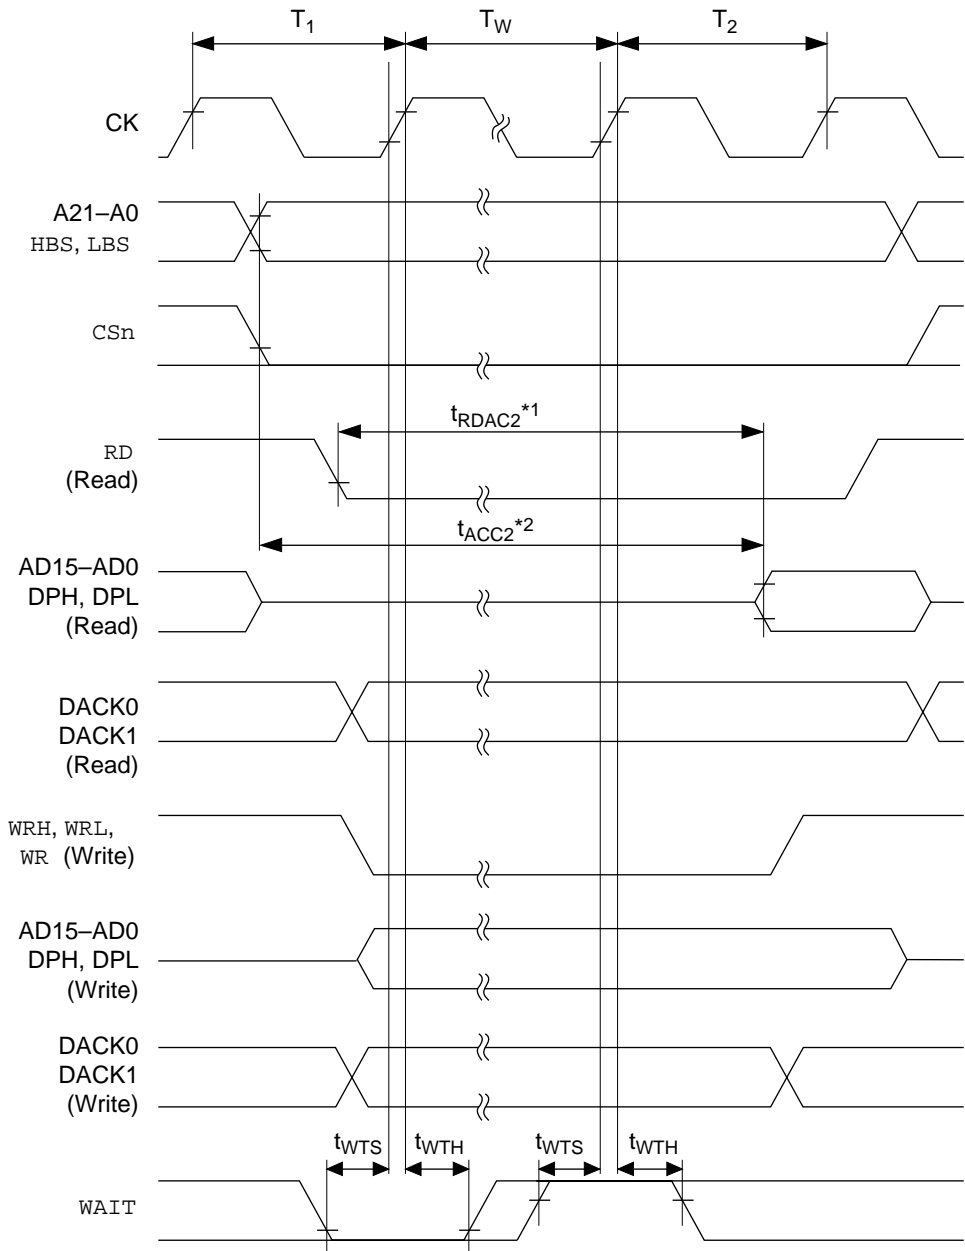 T1 TW T2
CK
A21–A0
HBS, LBS
CSn
tRDAC2*1
RD
(Read)
tACC2*2
AD15–AD0
DPH, DPL
(Read)
DACK0
DACK1
(Read)
WRH, WRL,
WR (Write)
AD15–AD0
DPH, DPL
(Write)
DACK0
DACK1
(Write)
tWTS tWTH tWTS tWTH
WAIT